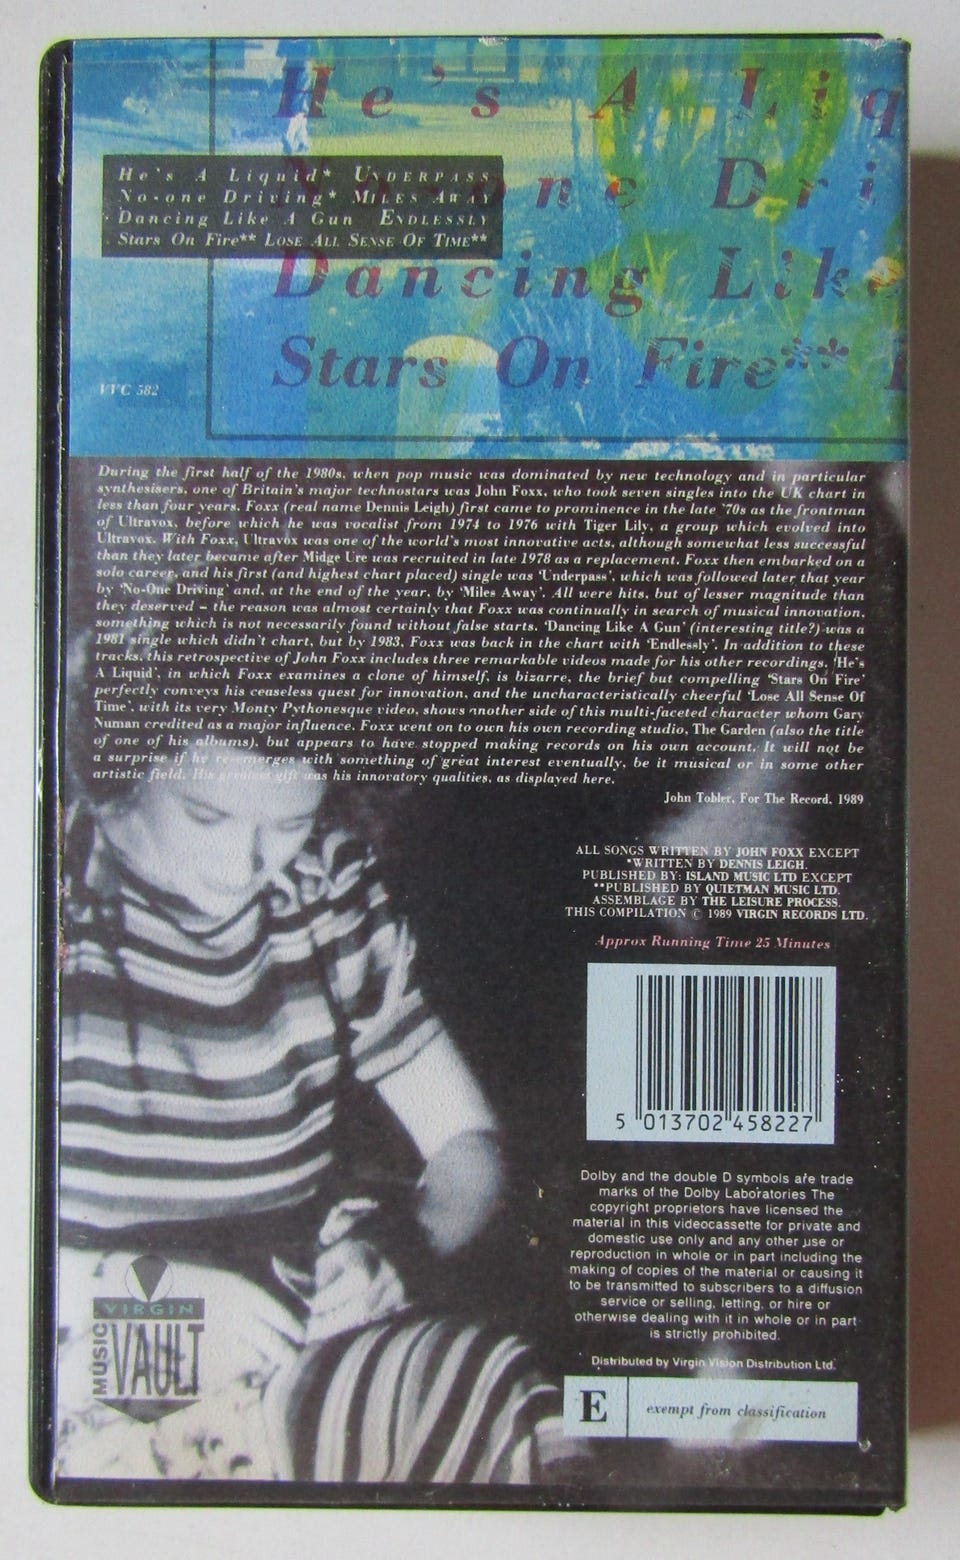 He's A Liq
No-one Dri
Dancing Like
Stars On Fire**
He's A Liquid* UNDERPASS
No-one Driving* MILES AWAY
Dancing Like A Gun ENDLESSLY
Stars On Fire** LOSE ALL SENSE OF TIME**
VVC 582
During the first half of the 1980s, when pop music was dominated by new technology and in particular
synthesisers, one of Britain's major technostars was John Foxx, who took seven singles into the UK chart in
less than four years. Foxx (real name Dennis Leigh) first came to prominence in the late '70s as the frontman
of Ultravox, before which he was vocalist from 1974 to 1976 with Tiger Lily, a group which evolved into
Ultravox. With Foxx, Ultravox was one of the world's most innovative acts, although somewhat less successful
than they later became after Midge Ure was recruited in late 1978 as a replacement. Foxx then embarked on a
solo career, and his first (and highest chart placed) single was 'Underpass', which was followed later that year
by 'No-One Driving' and, at the end of the year, by 'Miles Away'. All were hits, but of lesser magnitude than
they deserved – the reason was almost certainly that Foxx was continually in search of musical innovation,
something which is not necessarily found without false starts. 'Dancing Like A Gun' (interesting title?) was a
1981 single which didn't chart, but by 1983, Foxx was back in the chart with 'Endlessly'. In addition to these
tracks, this retrospective of John Foxx includes three remarkable videos made for his other recordings, 'He's
A Liquid', in which Foxx examines a clone of himself, is bizarre, the brief but compelling 'Stars On Fire'
perfectly conveys his ceaseless quest for innovation, and the uncharacteristically cheerful 'Lose All Sense Of
Time', with its very Monty Pythonesque video, shows another side of this multi-faceted character whom Gary
Numan credited as a major influence. Foxx went on to own his own recording studio, The Garden (also the title
of one of his albums), but appears to have stopped making records on his own account. It will not be
a surprise if he re-emerges with something of great interest eventually, be it musical or in some other
artistic field. His greatest gift was his innovatory qualities, as displayed here.
John Tobler, For The Record, 1989
ALL SONGS WRITTEN BY JOHN FOXX EXCEPT
*WRITTEN BY DENNIS LEIGH.
PUBLISHED BY: ISLAND MUSIC LTD EXCEPT
**PUBLISHED BY QUIETMAN MUSIC LTD.
ASSEMBLAGE BY THE LEISURE PROCESS.
THIS COMPILATION © 1989 VIRGIN RECORDS LTD.
Approx Running Time 25 Minutes
5 013702 458227
Dolby and the double D symbols are trade
marks of the Dolby Laboratories The
copyright proprietors have licensed the
material in this videocassette for private and
domestic use only and any other use or
reproduction in whole or in part including the
making of copies of the material or causing it
to be transmitted to subscribers to a diffusion
service or selling, letting, or hire or
otherwise dealing with it in whole or in part
is strictly prohibited.
Distributed by Virgin Vision Distribution Ltd.
E exempt from classification
VIRGIN
MUSIC
VAULT